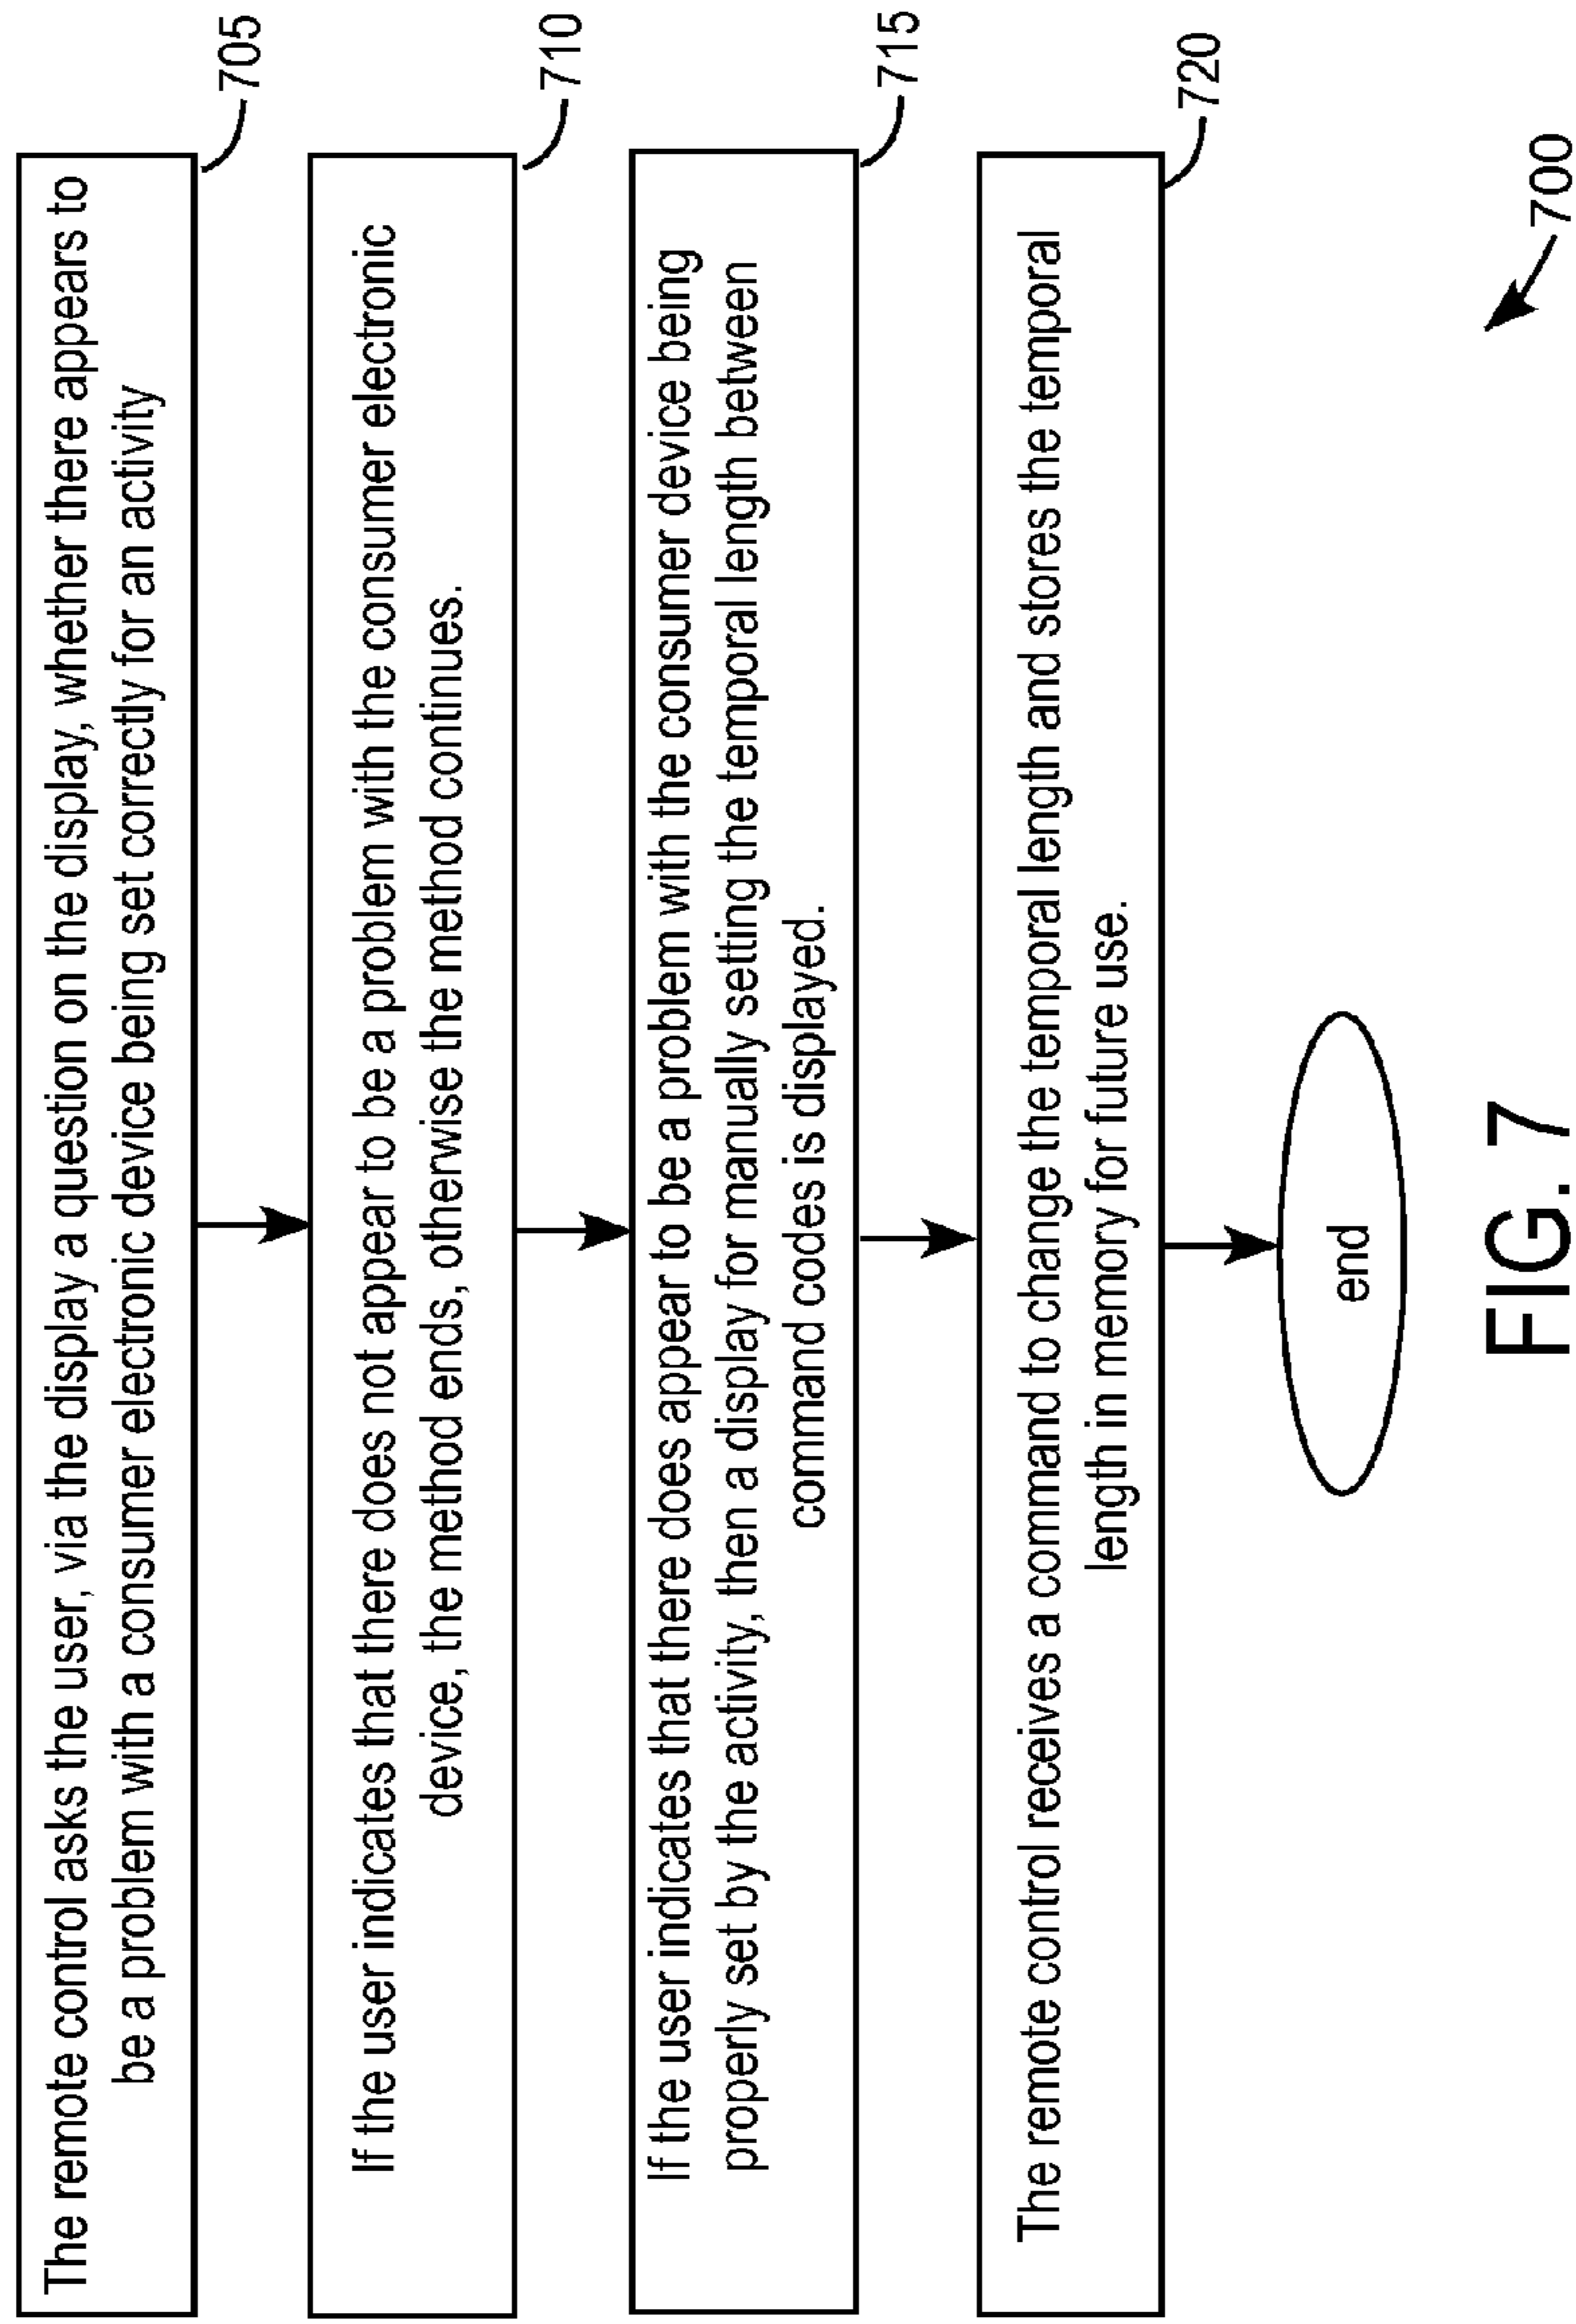 The remote control asks the user, via the display a question on the display, whether there appears to
be a problem with a consumer electronic device being set correctly for an activity
705
If the user indicates that there does not appear to be a problem with the consumer electronic
device, the method ends, otherwise the method continues.
710
If the user indicates that there does appear to be a problem with the consumer device being
properly set by the activity, then a display for manually setting the temporal length between
command codes is displayed.
715
The remote control receives a command to change the temporal length and stores the temporal
length in memory for future use.
720
end
700
FIG. 7